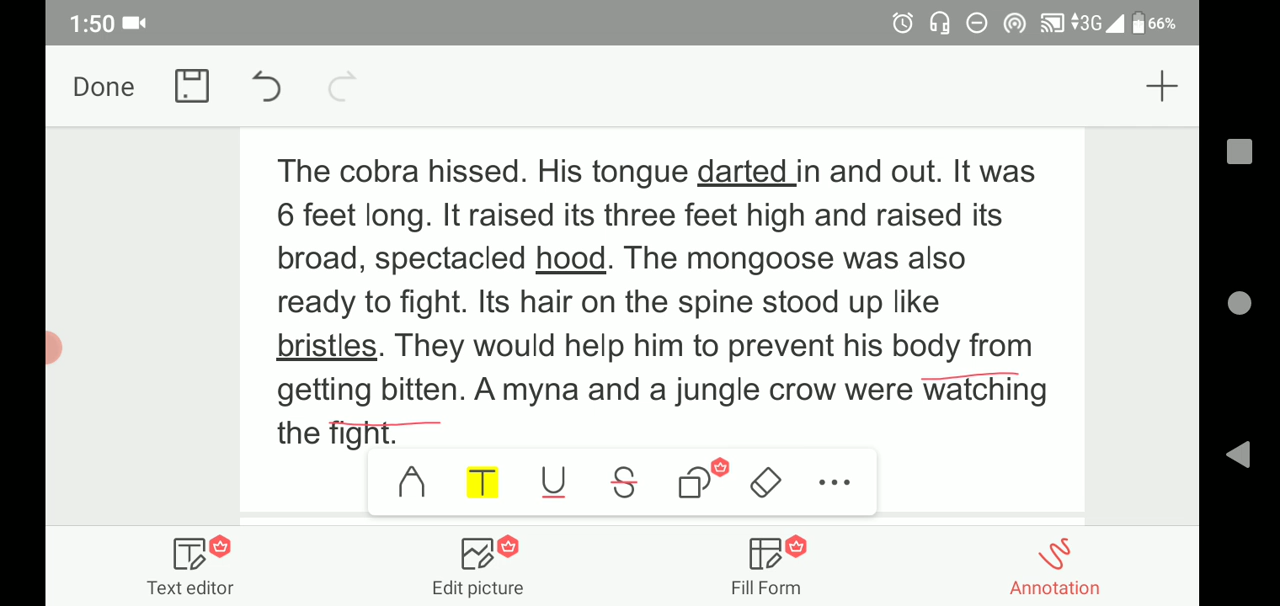 1:50
3G 66%
Done
The cobra hissed. His tongue darted in and out. It was
6 feet long. It raised its three feet high and raised its
broad, spectacled hood. The mongoose was also
ready to fight. Its hair on the spine stood up like
bristles. They would help him to prevent his body from
getting bitten. A myna and a jungle crow were watching
the fight.
T U S
Text editor Edit picture Fill Form Annotation